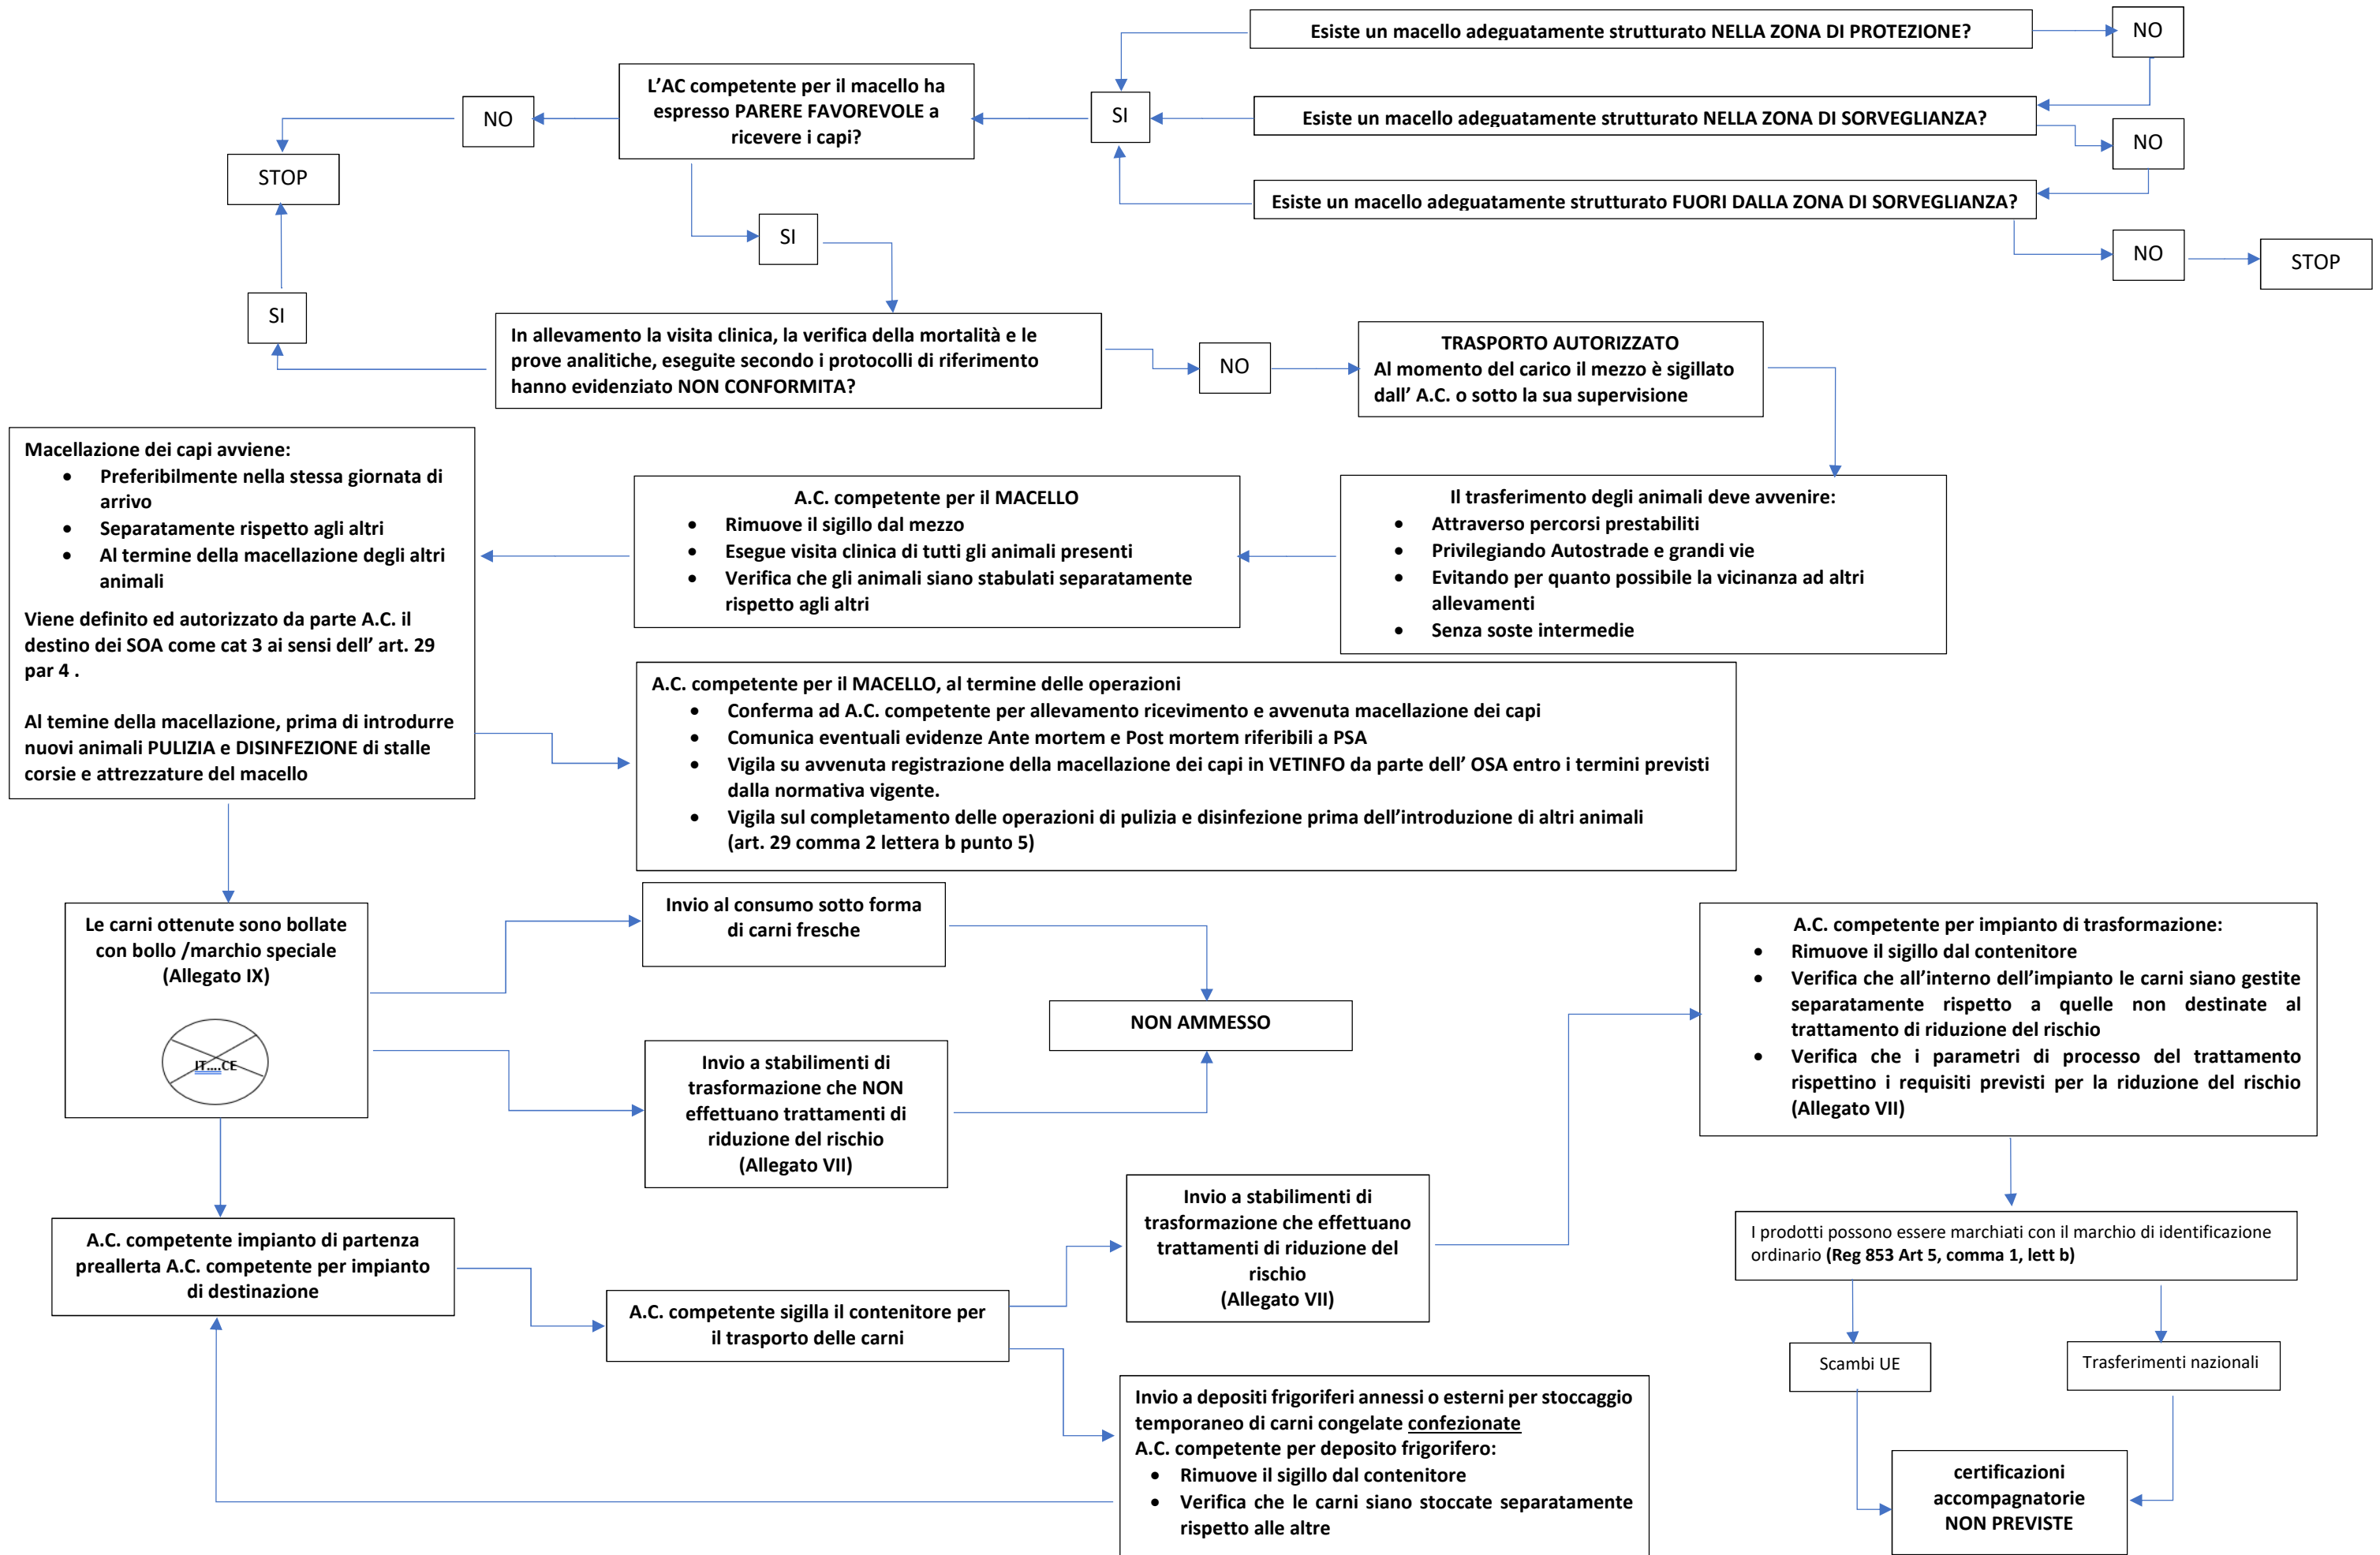 Esiste un macello adeguatamente strutturato NELLA ZONA DI PROTEZIONE?
NO
L'AC competente per il macello ha
espresso PARERE FAVOREVOLE a
ricevere i capi?
NO
SI
Esiste un macello adeguatamente strutturato NELLA ZONA DI SORVEGLIANZA?
NO
STOP
Esiste un macello adeguatamente strutturato FUORI DALLA ZONA DI SORVEGLIANZA?
SI
NO
STOP
SI
In allevamento la visita clinica, la verifica della mortalità e le
prove analitiche, eseguite secondo i protocolli di riferimento
hanno evidenziato NON CONFORMITA?
NO
TRASPORTO AUTORIZZATO
Al momento del carico il mezzo è sigillato
dall' A.C. o sotto la sua supervisione
Macellazione dei capi avviene:
• Preferibilmente nella stessa giornata di
arrivo
• Separatamente rispetto agli altri
• Al termine della macellazione degli altri
animali
Viene definito ed autorizzato da parte A.C. il
destino dei SOA come cat 3 ai sensi dell' art. 29
par 4 .
Al temine della macellazione, prima di introdurre
nuovi animali PULIZIA e DISINFEZIONE di stalle
corsie e attrezzature del macello
A.C. competente per il MACELLO
• Rimuove il sigillo dal mezzo
• Esegue visita clinica di tutti gli animali presenti
• Verifica che gli animali siano stabulati separatamente
rispetto agli altri
Il trasferimento degli animali deve avvenire:
• Attraverso percorsi prestabiliti
• Privilegiando Autostrade e grandi vie
• Evitando per quanto possibile la vicinanza ad altri
allevamenti
• Senza soste intermedie
A.C. competente per il MACELLO, al termine delle operazioni
• Conferma ad A.C. competente per allevamento ricevimento e avvenuta macellazione dei capi
• Comunica eventuali evidenze Ante mortem e Post mortem riferibili a PSA
• Vigila su avvenuta registrazione della macellazione dei capi in VETINFO da parte dell' OSA entro i termini previsti
dalla normativa vigente.
• Vigila sul completamento delle operazioni di pulizia e disinfezione prima dell'introduzione di altri animali
(art. 29 comma 2 lettera b punto 5)
Le carni ottenute sono bollate
con bollo /marchio speciale
(Allegato IX)
IT....CE
Invio al consumo sotto forma
di carni fresche
NON AMMESSO
Invio a stabilimenti di
trasformazione che NON
effettuano trattamenti di
riduzione del rischio
(Allegato VII)
A.C. competente per impianto di trasformazione:
• Rimuove il sigillo dal contenitore
• Verifica che all'interno dell'impianto le carni siano gestite
separatamente rispetto a quelle non destinate al
trattamento di riduzione del rischio
• Verifica che i parametri di processo del trattamento
rispettino i requisiti previsti per la riduzione del rischio
(Allegato VII)
A.C. competente impianto di partenza
preallerta A.C. competente per impianto
di destinazione
A.C. competente sigilla il contenitore per
il trasporto delle carni
Invio a stabilimenti di
trasformazione che effettuano
trattamenti di riduzione del
rischio
(Allegato VII)
I prodotti possono essere marchiati con il marchio di identificazione
ordinario (Reg 853 Art 5, comma 1, lett b)
Scambi UE
Trasferimenti nazionali
Invio a depositi frigoriferi annessi o esterni per stoccaggio
temporaneo di carni congelate confezionate
A.C. competente per deposito frigorifero:
• Rimuove il sigillo dal contenitore
• Verifica che le carni siano stoccate separatamente
rispetto alle altre
certificazioni
accompagnatorie
NON PREVISTE